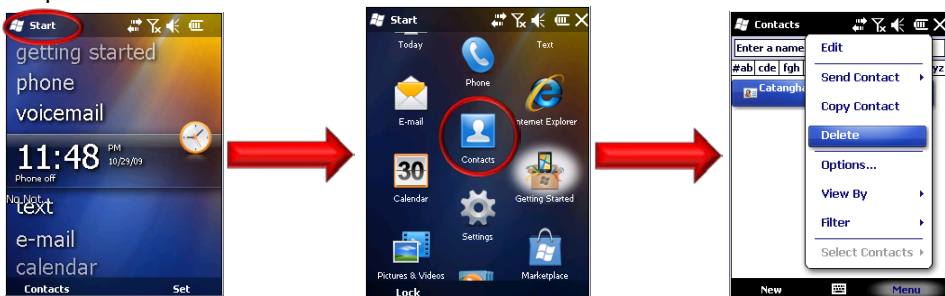 Start
getting started
phone
voicemail
11:48 PM 10/29/09
Phone off
text
e-mail
calendar
Contacts Set
Start
Today Text
Phone
E-mail Internet Explorer
Contacts
30
Calendar Getting Started
Settings
Pictures & Videos Marketplace
Lock
Contacts
Enter a name
#ab cde fgh yz
Catangha
Edit
Send Contact
Copy Contact
Delete
Options...
View By
Filter
Select Contacts
New Menu